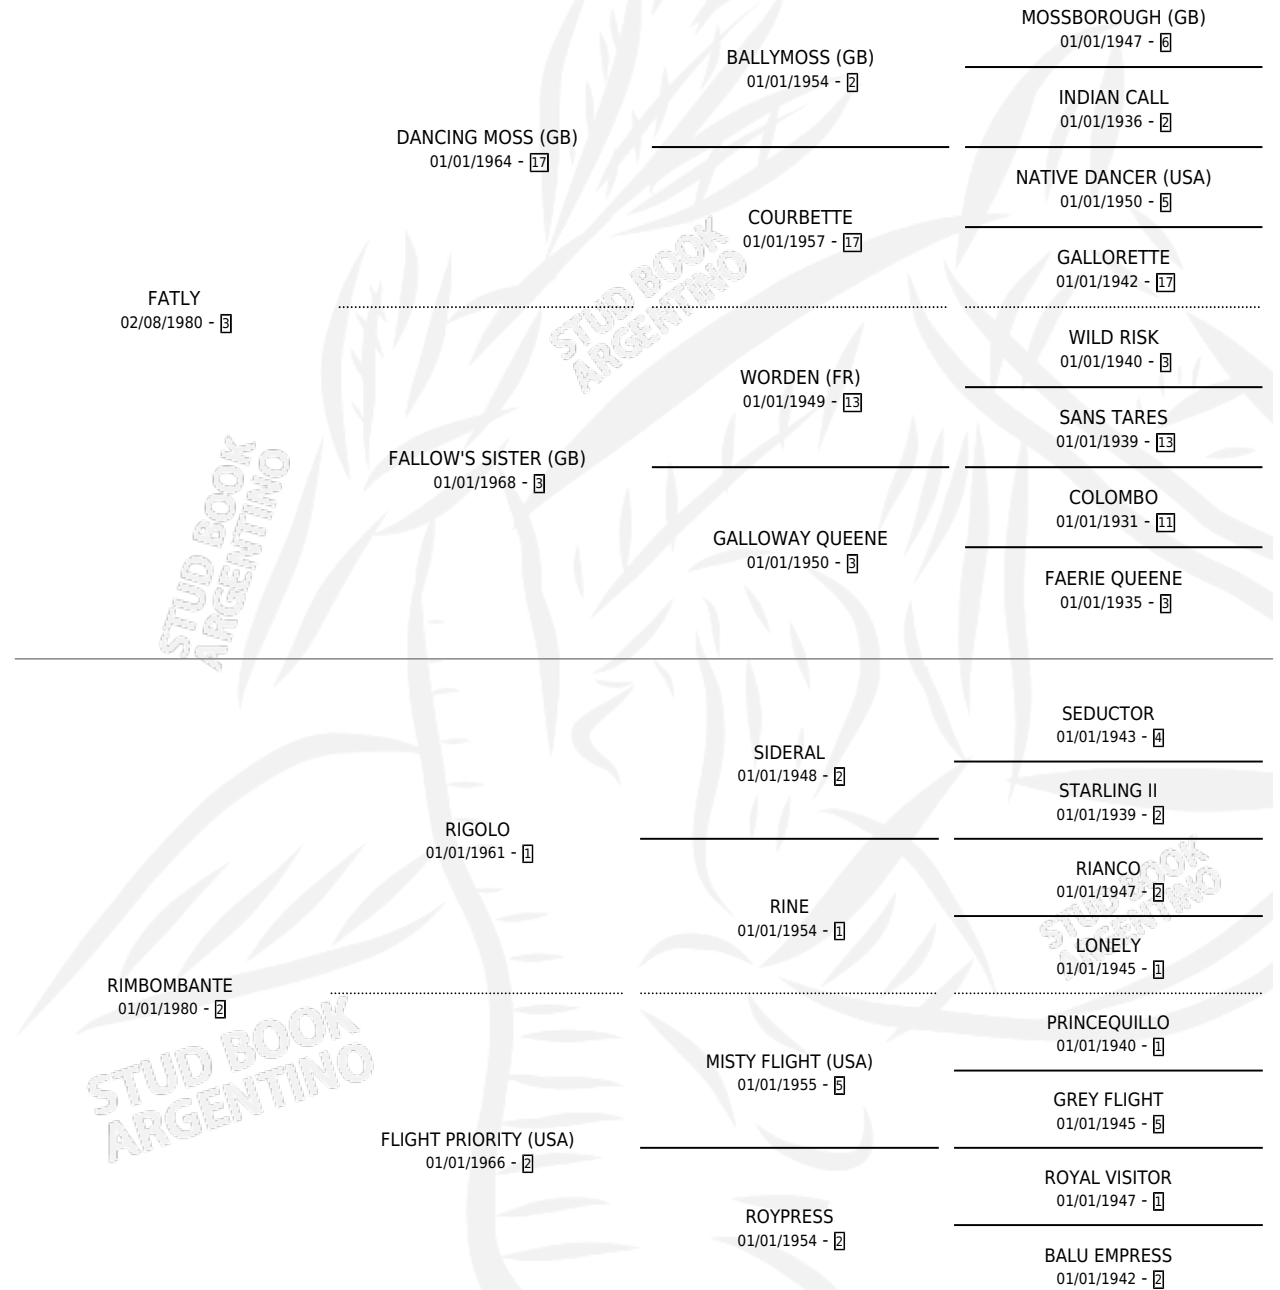 MOSSBOROUGH (GB)
01/01/1947 - 6
BALLYMOSS (GB)
01/01/1954 - 2
INDIAN CALL
01/01/1936 - 2
DANCING MOSS (GB)
01/01/1964 - 17
NATIVE DANCER (USA)
01/01/1950 - 5
COURBETTE
01/01/1957 - 17
GALLORETTE
01/01/1942 - 17
FATLY
02/08/1980 - 3
WILD RISK
01/01/1940 - 3
WORDEN (FR)
01/01/1949 - 13
SANS TARES
01/01/1939 - 13
FALLOW'S SISTER (GB)
01/01/1968 - 3
COLOMBO
01/01/1931 - 11
GALLOWAY QUEENE
01/01/1950 - 3
FAERIE QUEENE
01/01/1935 - 3
STUD BOOK
ARGENTINO
STUD BOOK
ARGENTINO
SEDUCTOR
01/01/1943 - 4
SIDERAL
01/01/1948 - 2
STARLING II
01/01/1939 - 2
RIGOLO
01/01/1961 - 1
RIANCO
01/01/1947 - 2
RINE
01/01/1954 - 1
LONELY
01/01/1945 - 1
RIMBOMBANTE
01/01/1980 - 2
PRINCEQUILLO
01/01/1940 - 1
MISTY FLIGHT (USA)
01/01/1955 - 5
GREY FLIGHT
01/01/1945 - 5
FLIGHT PRIORITY (USA)
01/01/1966 - 2
ROYAL VISITOR
01/01/1947 - 1
ROYPRESS
01/01/1954 - 2
BALU EMPRESS
01/01/1942 - 2
STUD BOOK
ARGENTINO
STUD BOOK
ARGENTINO